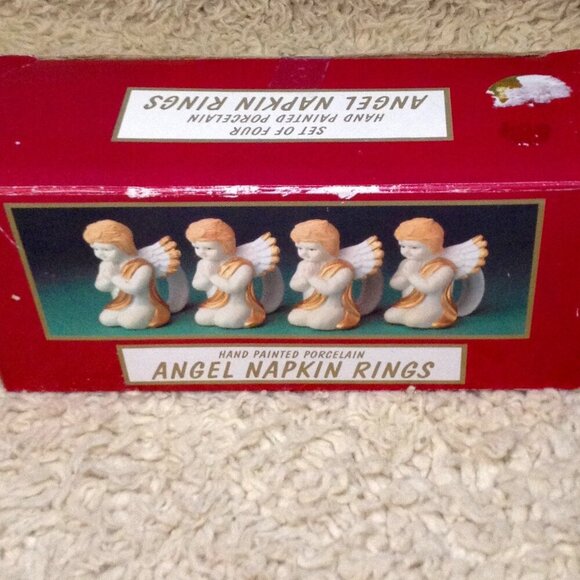 SET OF FOUR
HAND PAINTED PORCELAIN
ANGEL NAPKIN RINGS
HAND PAINTED PORCELAIN
ANGEL NAPKIN RINGS